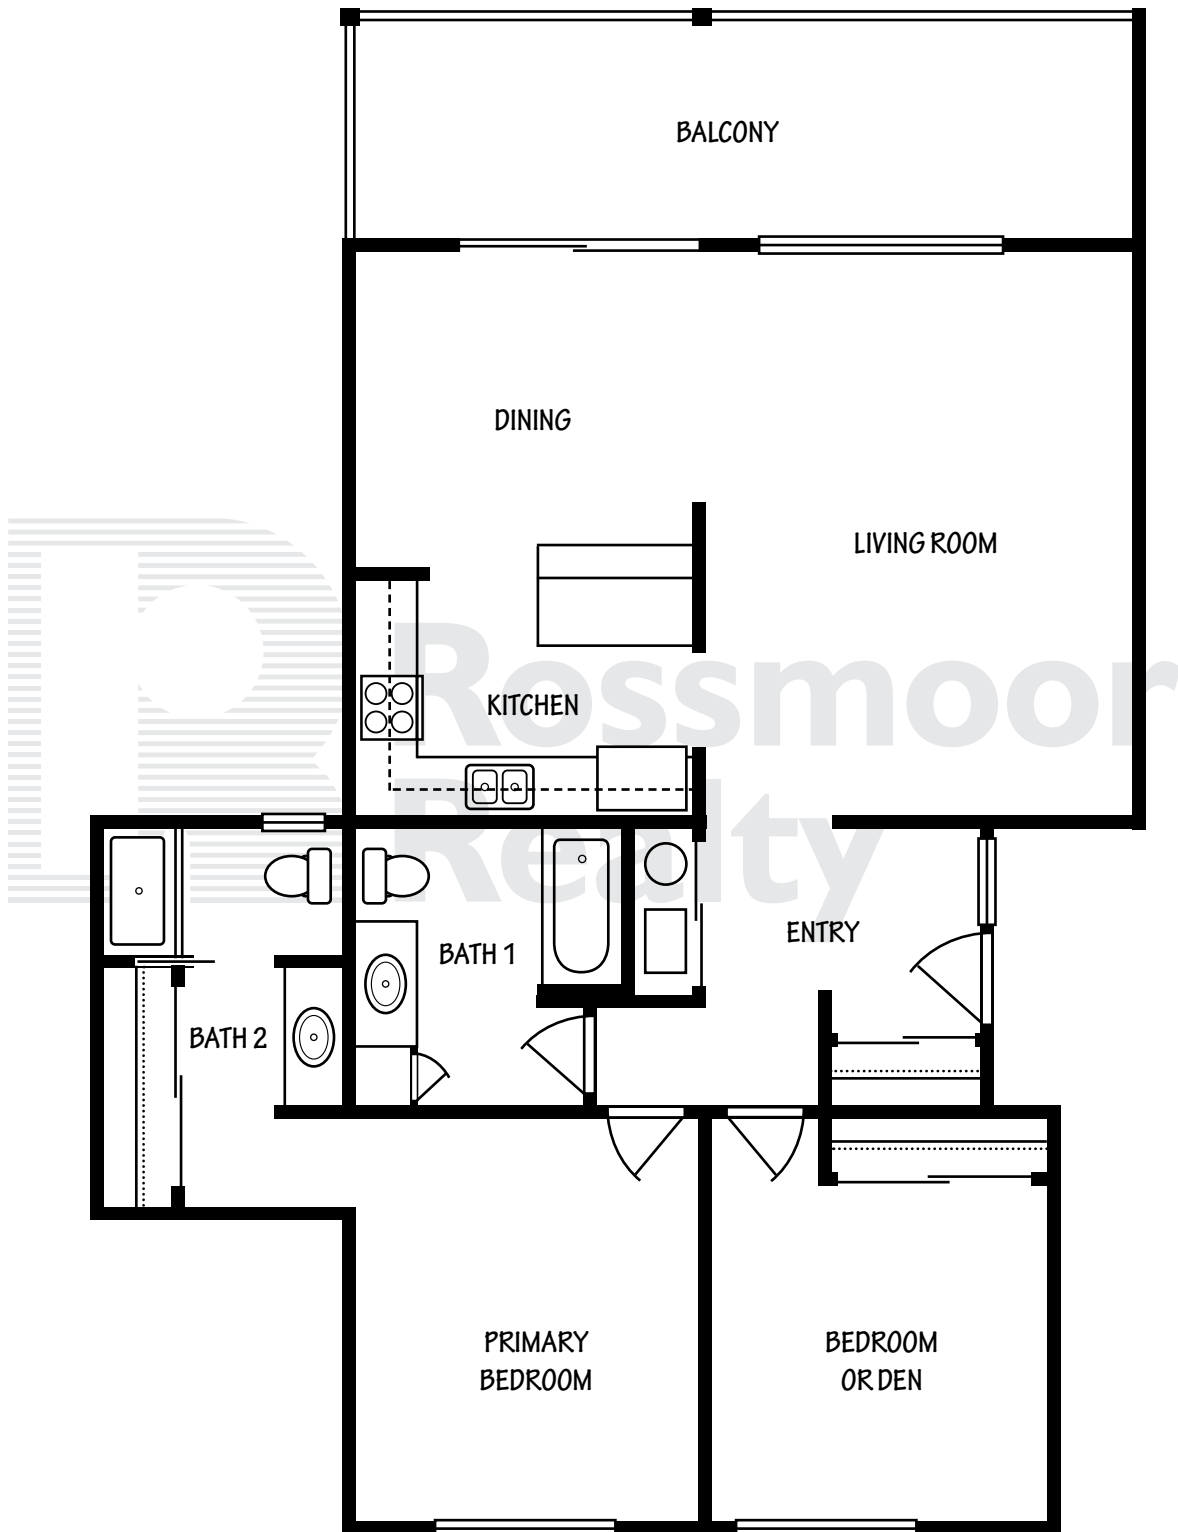 BALCONY
DINING
LIVING ROOM
Rossmoor
KITCHEN
Realty
ENTRY
BATH 1
BATH 2
PRIMARY
BEDROOM
BEDROOM
OR DEN